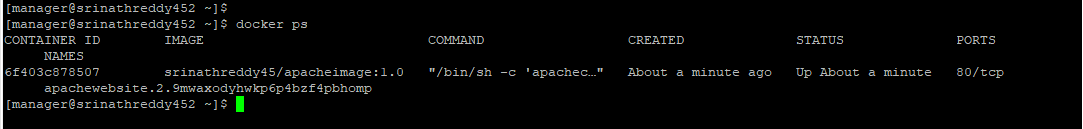 [manager@srinathreddy452 ~]$
[manager@srinathreddy452 ~]$ docker ps
CONTAINER ID        IMAGE                            COMMAND                  CREATED              STATUS              PORTS
     NAMES
6f403c878507        srinathreddy45/apacheimage:1.0   "/bin/sh -c 'apachec…"   About a minute ago   Up About a minute   80/tcp
     apachewebsite.2.9mwaxodyhwkp6p4bzf4pbhomp
[manager@srinathreddy452 ~]$